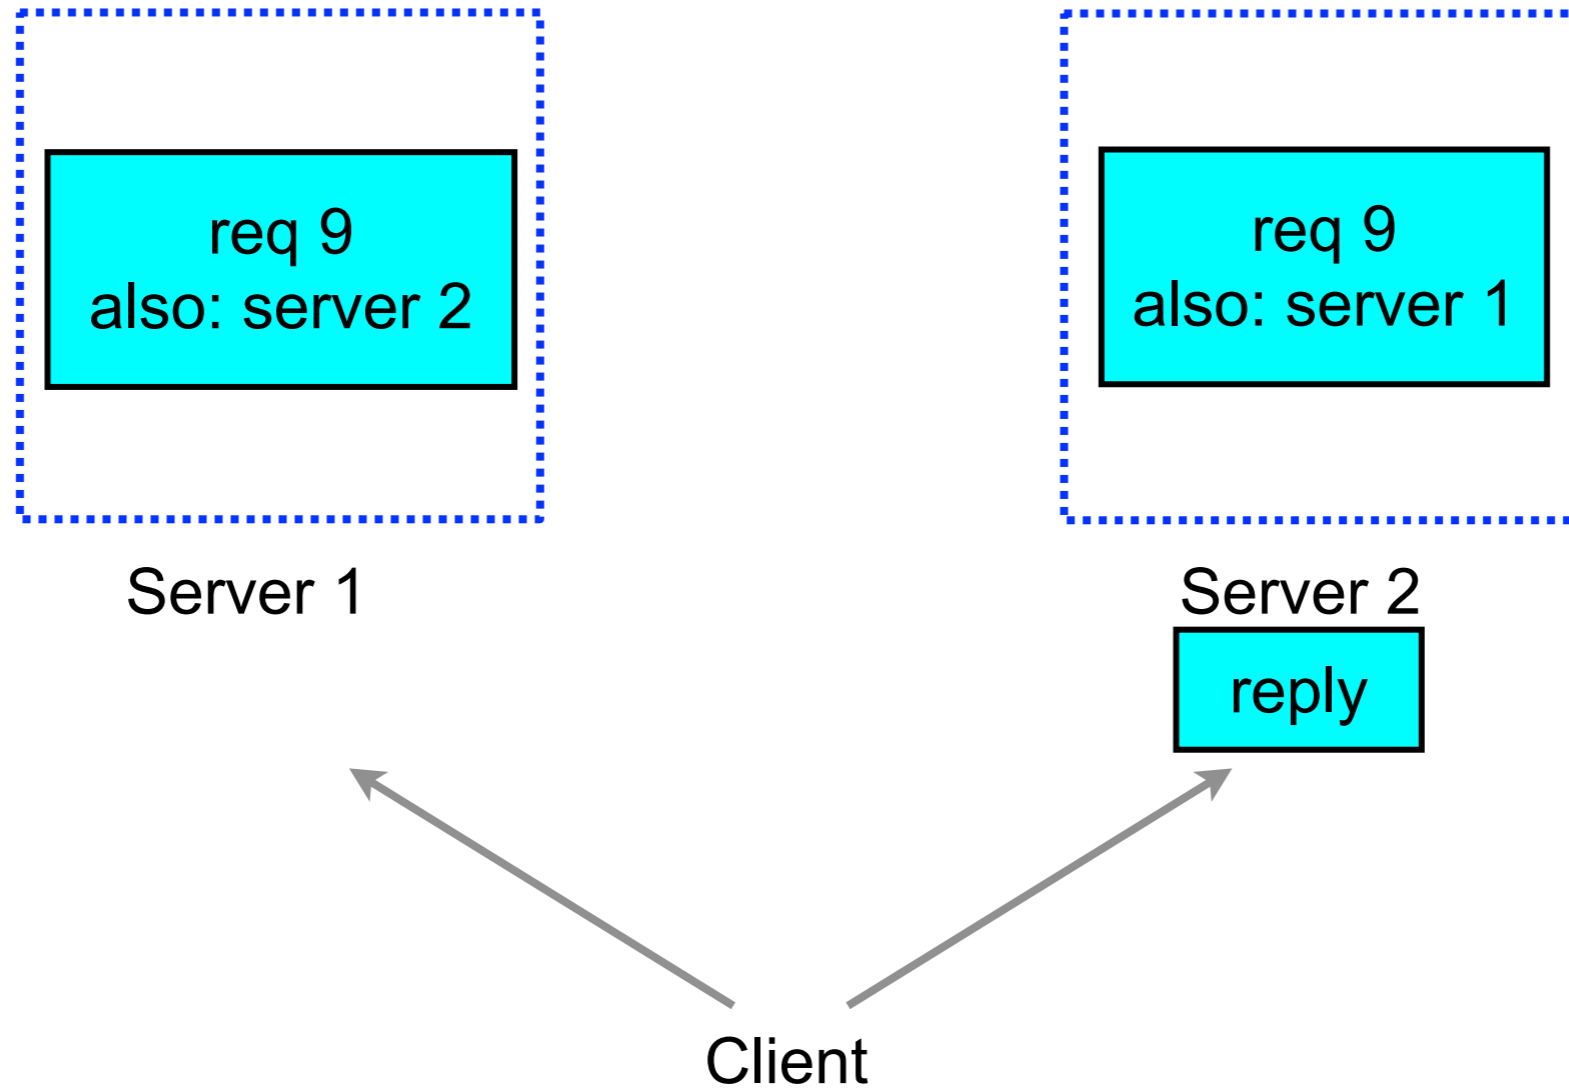 req 9
also: server 2
req 9
also: server 1
Server 1
Server 2
reply
Client